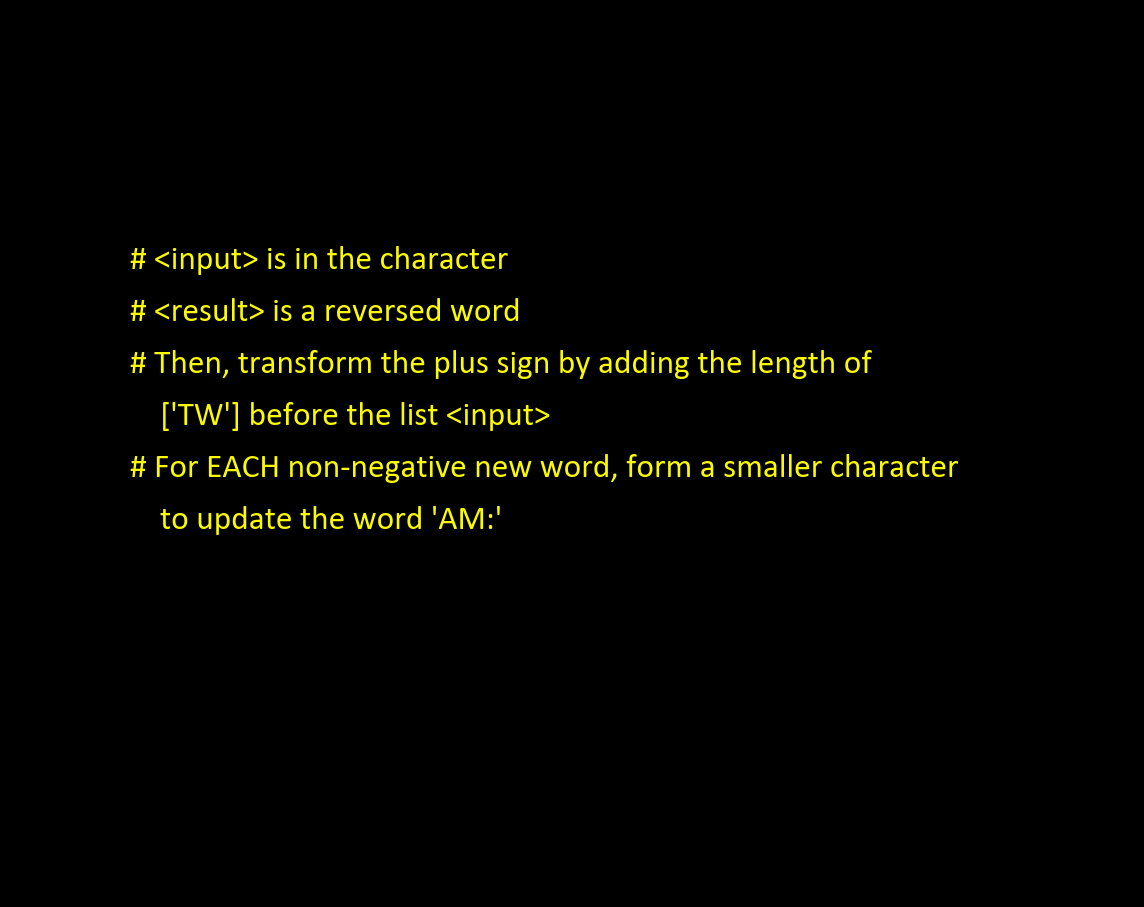 # <input> is in the character
# <result> is a reversed word
# Then, transform the plus sign by adding the length of
['TW'] before the list <input>
# For EACH non-negative new word, form a smaller character
to update the word 'AM:'